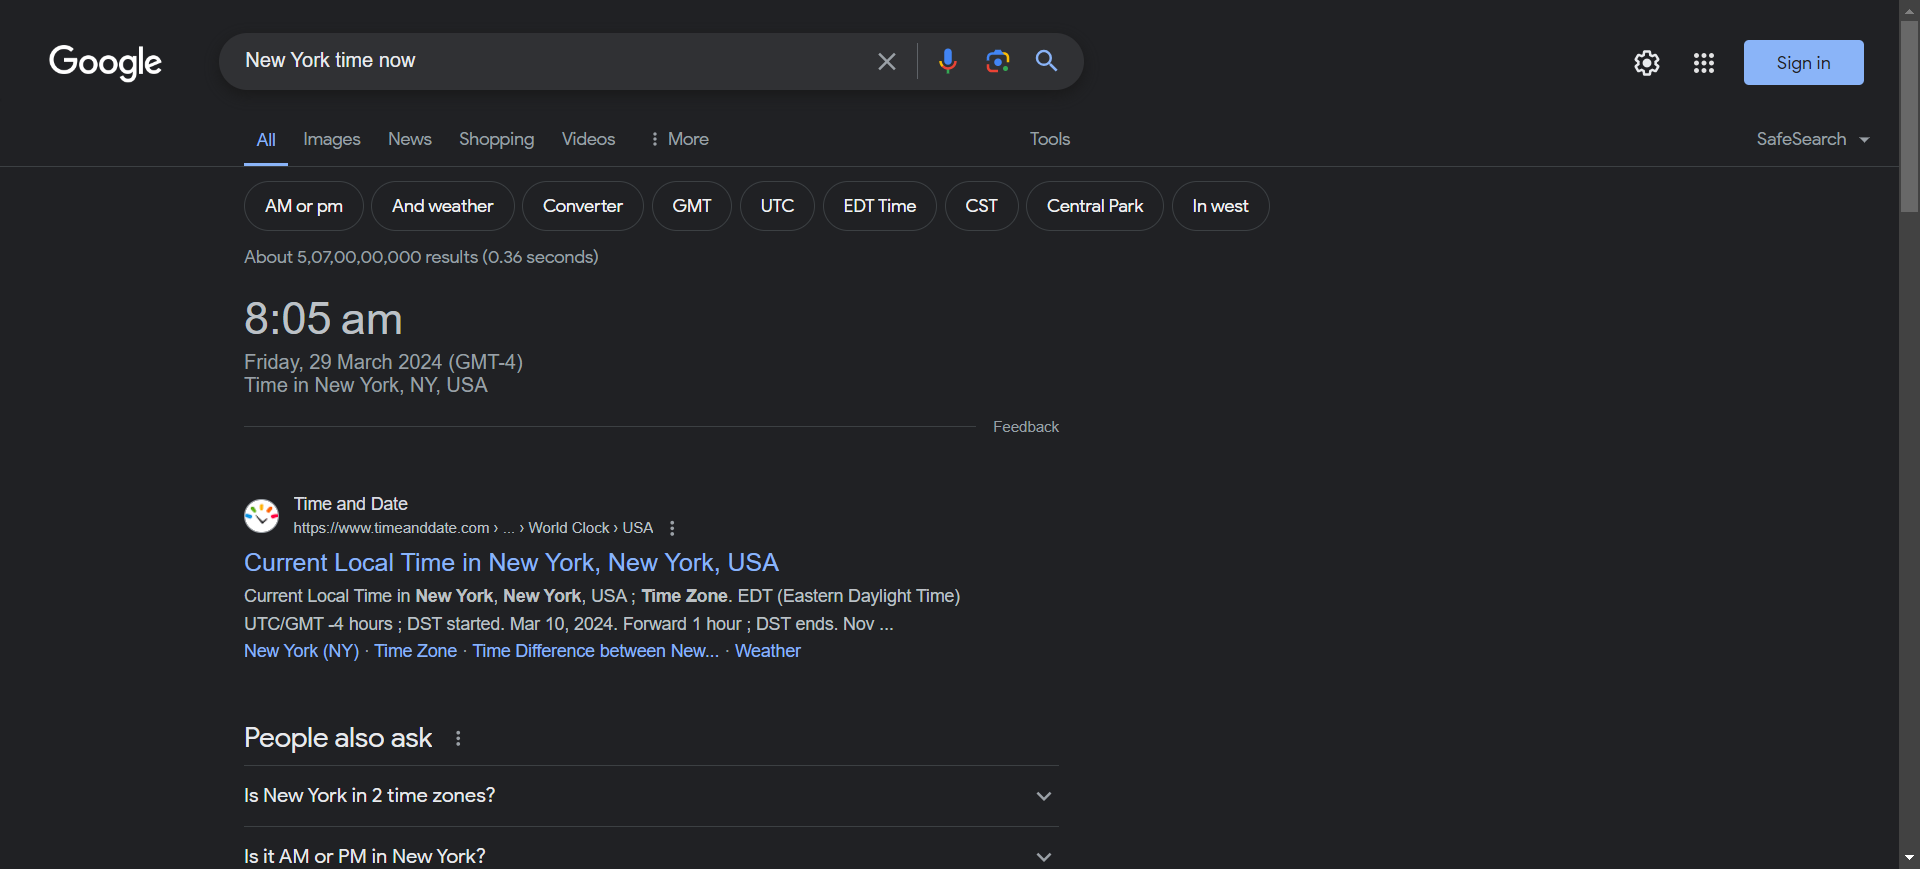 Google
New York time now
Sign in
All Images News Shopping Videos More Tools SafeSearch
AM or pm And weather Converter GMT UTC EDT Time CST Central Park In west
About 5,07,00,00,000 results (0.36 seconds)
8:05 am
Friday, 29 March 2024 (GMT-4)
Time in New York, NY, USA
Feedback
Time and Date
https://www.timeanddate.com › ... › World Clock › USA
Current Local Time in New York, New York, USA
Current Local Time in New York, New York, USA ; Time Zone. EDT (Eastern Daylight Time)
UTC/GMT -4 hours ; DST started. Mar 10, 2024. Forward 1 hour ; DST ends. Nov ...
New York (NY) · Time Zone · Time Difference between New... · Weather
People also ask
Is New York in 2 time zones?
Is it AM or PM in New York?